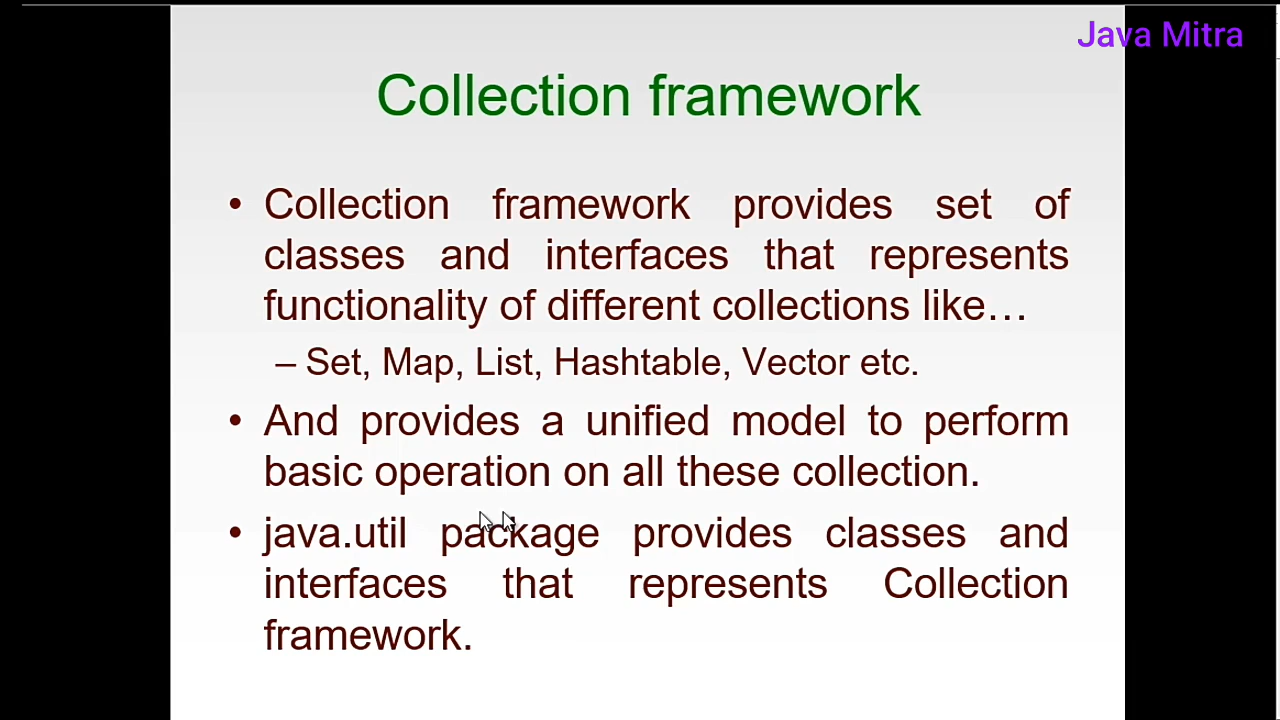 Java Mitra
Collection framework
• Collection framework provides set of
classes and interfaces that represents
functionality of different collections like…
– Set, Map, List, Hashtable, Vector etc.
• And provides a unified model to perform
basic operation on all these collection.
• java.util package provides classes and
interfaces that represents Collection
framework.